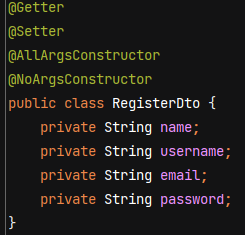 @Getter
@Setter
@AllArgsConstructor
@NoArgsConstructor
public class RegisterDto {
    private String name;
    private String username;
    private String email;
    private String password;
}